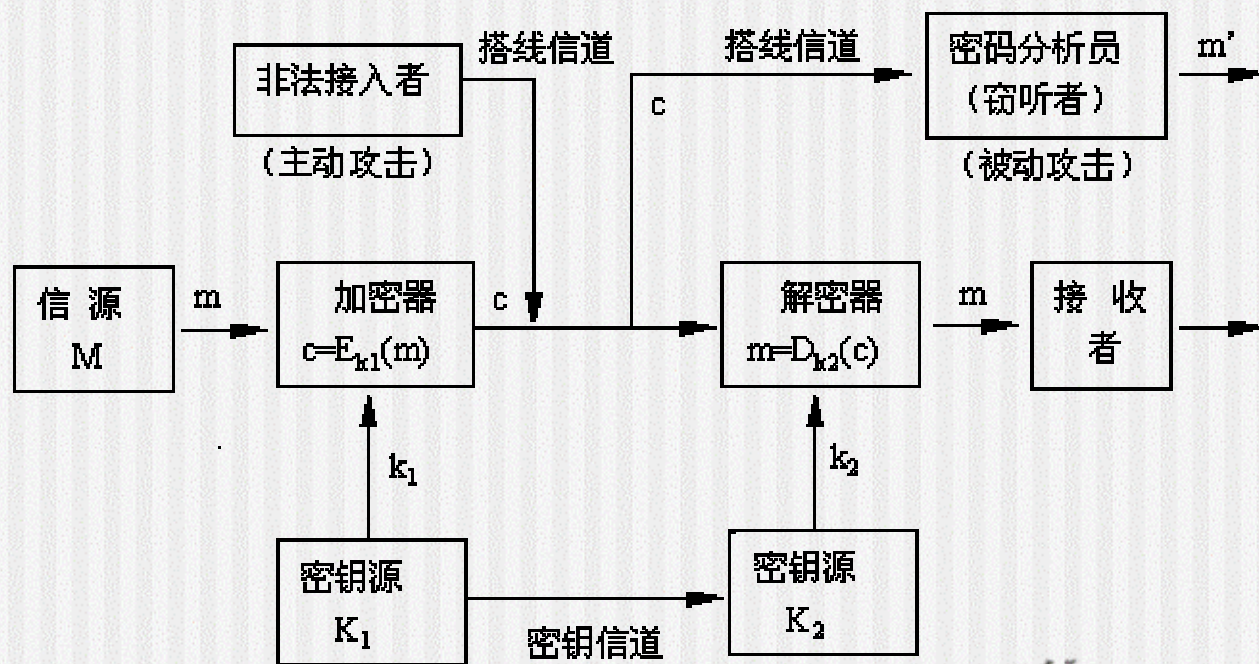 非法接入者
(主动攻击)
搭线信道
搭线信道
c
密码分析员
(窃听者)
(被动攻击)
m'
信 源
M
m
加密器
c=Eₖ₁(m)
c
解密器
m=Dₖ₂(c)
m
接 收
者
k₁
k₂
密钥源
K₁
密钥信道
密钥源
K₂